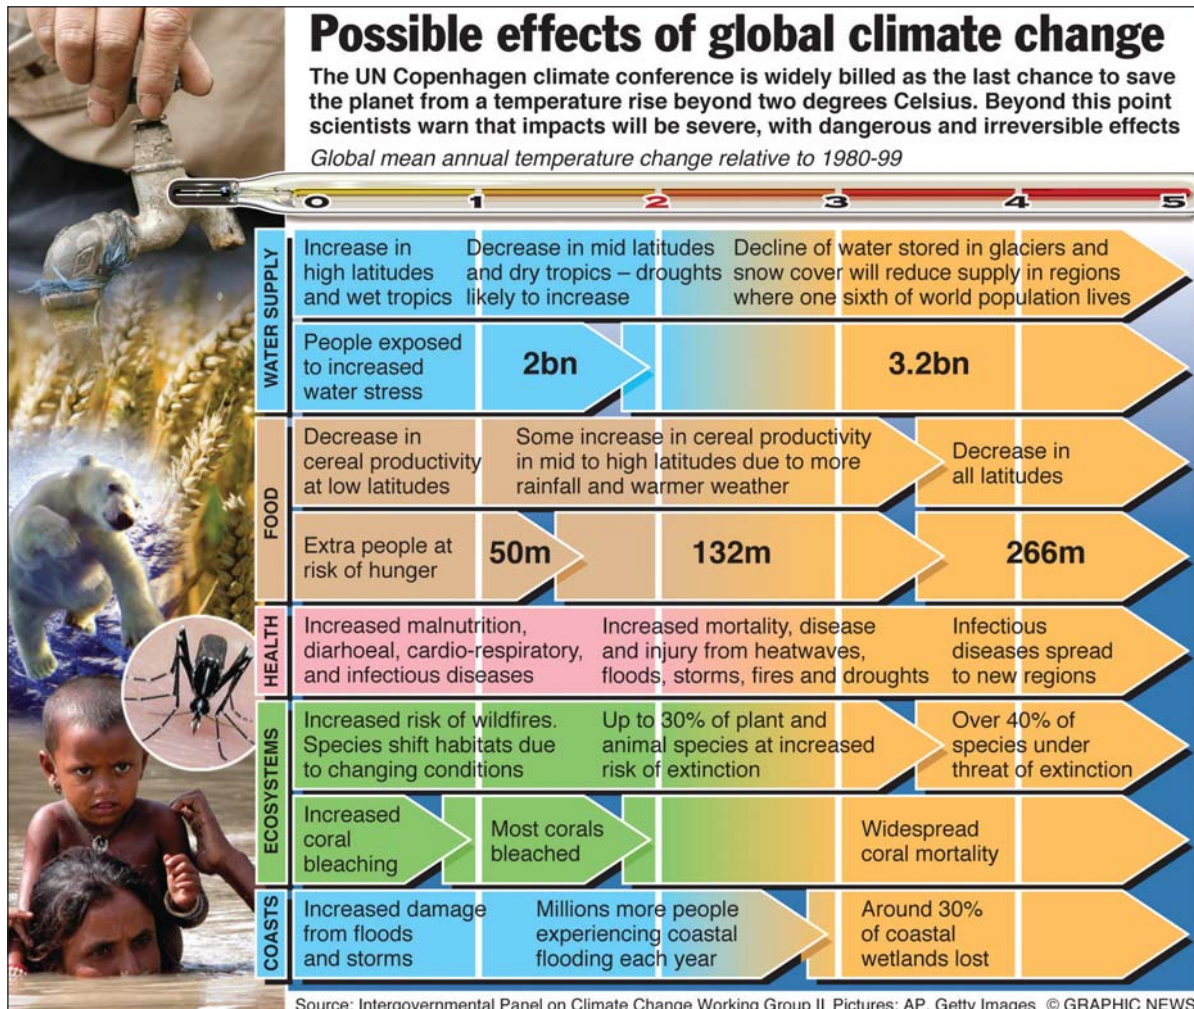 Possible effects of global climate change
The UN Copenhagen climate conference is widely billed as the last chance to save
the planet from a temperature rise beyond two degrees Celsius. Beyond this point
scientists warn that impacts will be severe, with dangerous and irreversible effects
Global mean annual temperature change relative to 1980-99
0 1 2 3 4 5
WATER SUPPLY
Increase in
high latitudes
and wet tropics
Decrease in mid latitudes
and dry tropics – droughts
likely to increase
Decline of water stored in glaciers and
snow cover will reduce supply in regions
where one sixth of world population lives
People exposed
to increased
water stress
2bn
3.2bn
FOOD
Decrease in
cereal productivity
at low latitudes
Some increase in cereal productivity
in mid to high latitudes due to more
rainfall and warmer weather
Decrease in
all latitudes
Extra people at
risk of hunger
50m
132m
266m
HEALTH
Increased malnutrition,
diarhoeal, cardio-respiratory,
and infectious diseases
Increased mortality, disease
and injury from heatwaves,
floods, storms, fires and droughts
Infectious
diseases spread
to new regions
ECOSYSTEMS
Increased risk of wildfires.
Species shift habitats due
to changing conditions
Up to 30% of plant and
animal species at increased
risk of extinction
Over 40% of
species under
threat of extinction
Increased
coral
bleaching
Most corals
bleached
Widespread
coral mortality
COASTS
Increased damage
from floods
and storms
Millions more people
experiencing coastal
flooding each year
Around 30%
of coastal
wetlands lost
Source: Intergovernmental Panel on Climate Change Working Group II Pictures: AP, Getty Images © GRAPHIC NEWS